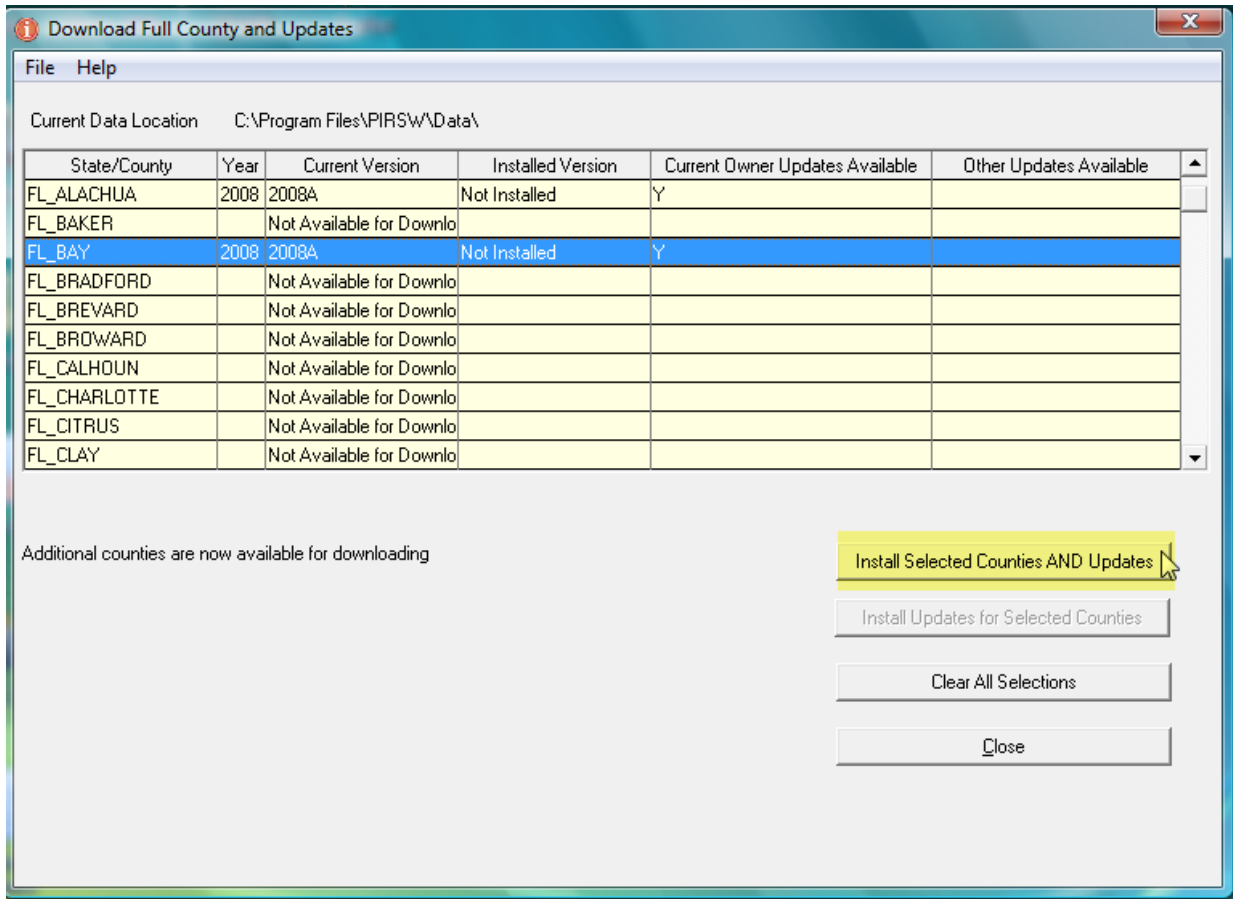 Download Full County and Updates
File Help
Current Data Location C:\Program Files\PIRSW\Data\
State/County Year Current Version Installed Version Current Owner Updates Available Other Updates Available
FL_ALACHUA 2008 2008A Not Installed Y
FL_BAKER Not Available for Downlo
FL_BAY 2008 2008A Not Installed Y
FL_BRADFORD Not Available for Downlo
FL_BREVARD Not Available for Downlo
FL_BROWARD Not Available for Downlo
FL_CALHOUN Not Available for Downlo
FL_CHARLOTTE Not Available for Downlo
FL_CITRUS Not Available for Downlo
FL_CLAY Not Available for Downlo
Additional counties are now available for downloading
Install Selected Counties AND Updates
Install Updates for Selected Counties
Clear All Selections
Close